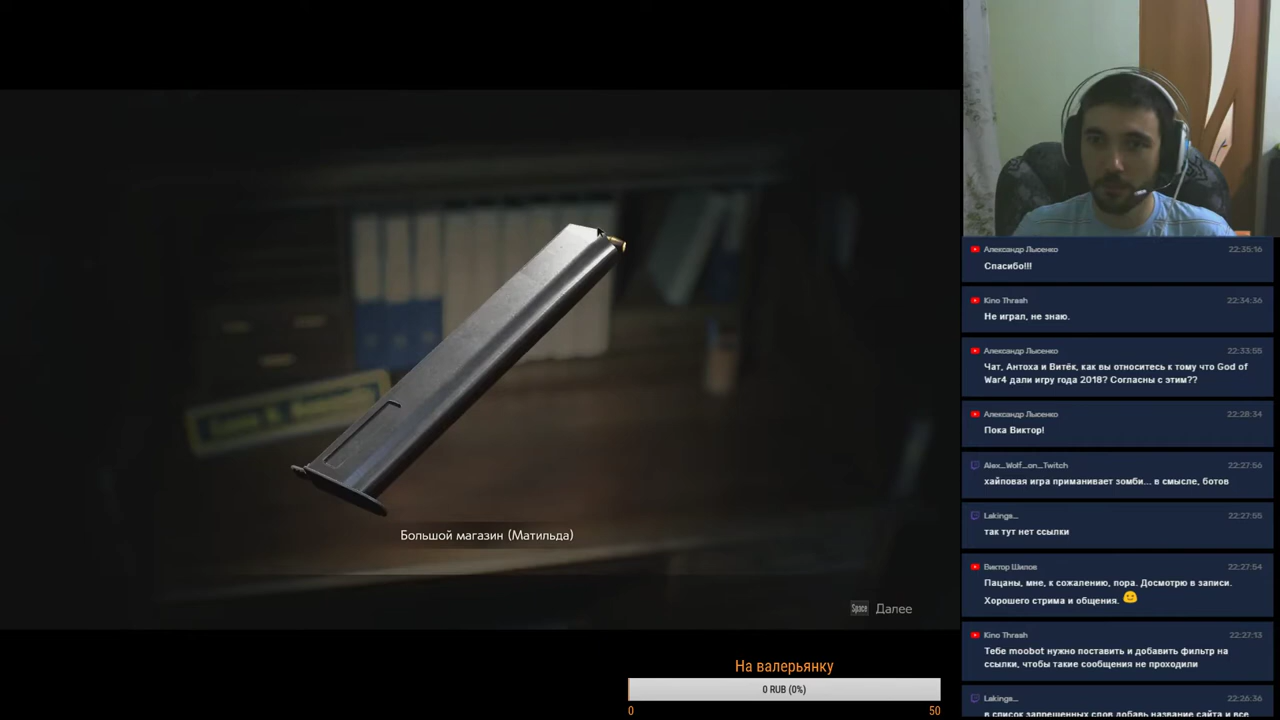 Большой магазин (Матильда)
Space Далее
На валерьянку
0 RUB (0%)
0
50
Александр Лысенко 22:35:16
Спасибо!!!
Kino Thrash 22:34:36
Не играл, не знаю.
Александр Лысенко 22:33:55
Чат, Антоха и Витёк, как вы относитесь к тому что God of
War4 дали игру года 2018? Согласны с этим??
Александр Лысенко 22:28:34
Пока Виктор!
Alex_Wolf_on_Twitch 22:27:56
хайповая игра приманивает зомби... в смысле, ботов
Lakings_ 22:27:55
так тут нет ссылки
Виктор Шилов 22:27:54
Пацаны, мне, к сожалению, пора. Досмотрю в записи.
Хорошего стрима и общения.
Kino Thrash 22:27:13
Тебе moobot нужно поставить и добавить фильтр на
ссылки, чтобы такие сообщения не проходили
Lakings_ 22:26:36
в список запрещенных слов добавь название сайта и все